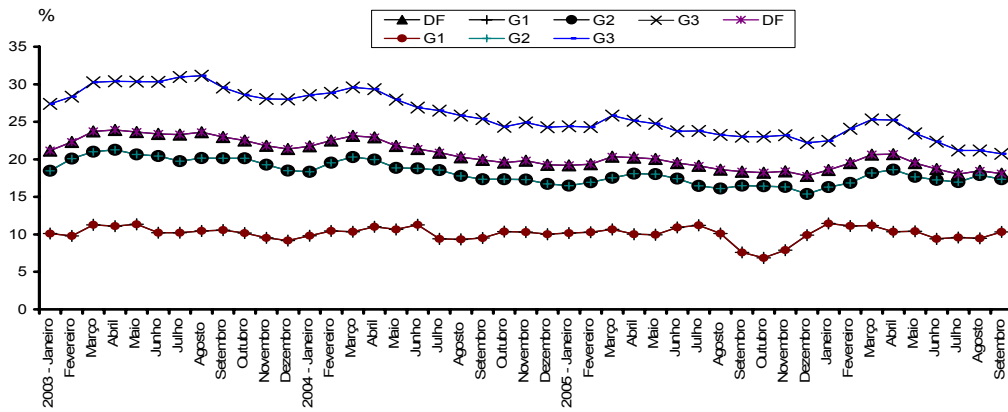 %
DF G1 G2 G3 DF
G1 G2 G3
35
30
25
20
15
10
5
0
2003 - Janeiro
Fevereiro
Março
Abril
Maio
Junho
Julho
Agosto
Setembro
Outubro
Novembro
Dezembro
2004 - Janeiro
Fevereiro
Março
Abril
Maio
Junho
Julho
Agosto
Setembro
Outubro
Novembro
Dezembro
2005 - Janeiro
Fevereiro
Março
Abril
Maio
Junho
Julho
Agosto
Setembro
Outubro
Novembro
Dezembro
Janeiro
Fevereiro
Março
Abril
Maio
Junho
Julho
Agosto
Setembro